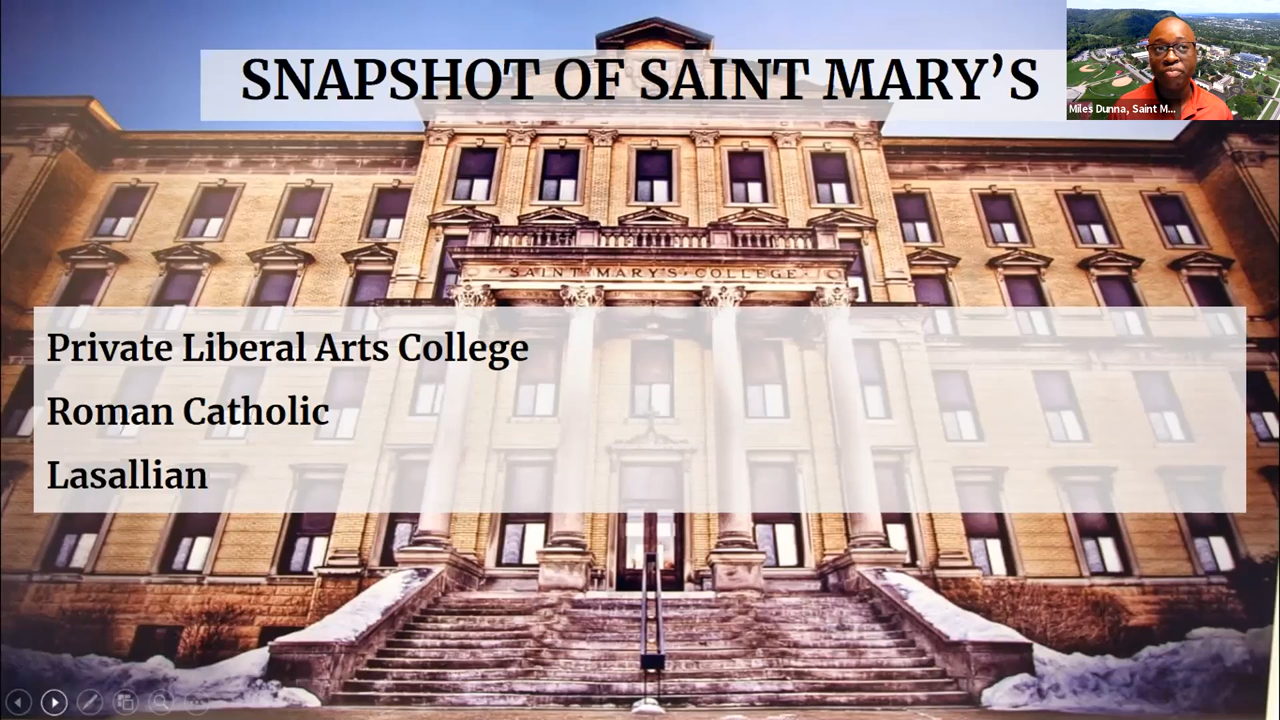 SNAPSHOT OF SAINT MARY’S
Miles Dunna, Saint M...
SAINT MARY'S COLLEGE
Private Liberal Arts College
Roman Catholic
Lasallian